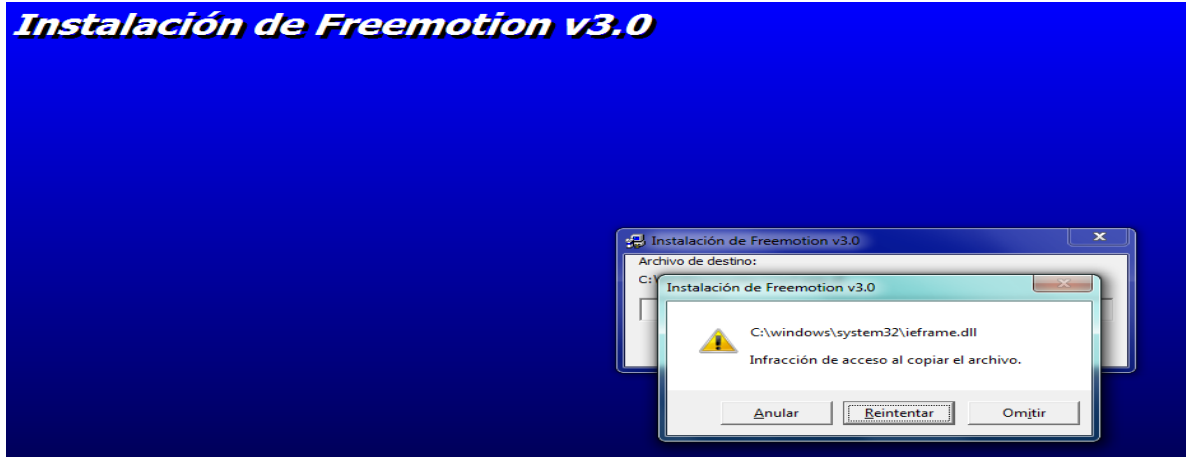 Instalación de Freemotion v3.0
Instalación de Freemotion v3.0
Archivo de destino:
C:\
Instalación de Freemotion v3.0
C:\windows\system32\ieframe.dll
Infracción de acceso al copiar el archivo.
Anular
Reintentar
Omitir